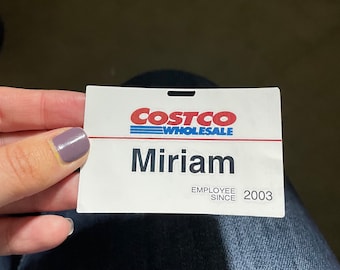 COSTCO
WHOLESALE
Miriam
EMPLOYEE
SINCE 2003